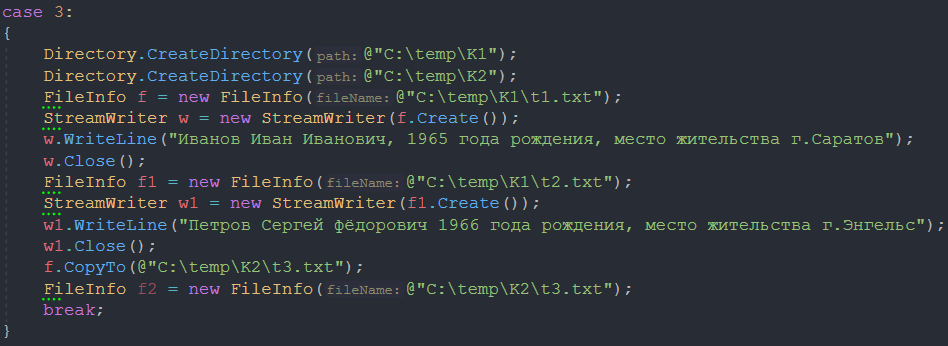 case 3:
{
Directory.CreateDirectory(path:@"C:\temp\K1");
Directory.CreateDirectory(path:@"C:\temp\K2");
FileInfo f = new FileInfo(fileName:@"C:\temp\K1\t1.txt");
StreamWriter w = new StreamWriter(f.Create());
w.WriteLine("Иванов Иван Иванович, 1965 года рождения, место жительства г.Саратов");
w.Close();
FileInfo f1 = new FileInfo(fileName:@"C:\temp\K1\t2.txt");
StreamWriter w1 = new StreamWriter(f1.Create());
w1.WriteLine("Петров Сергей фёдорович 1966 года рождения, место жительства г.Энгельс");
w1.Close();
f.CopyTo(@"C:\temp\K2\t3.txt");
FileInfo f2 = new FileInfo(fileName:@"C:\temp\K2\t3.txt");
break;
}